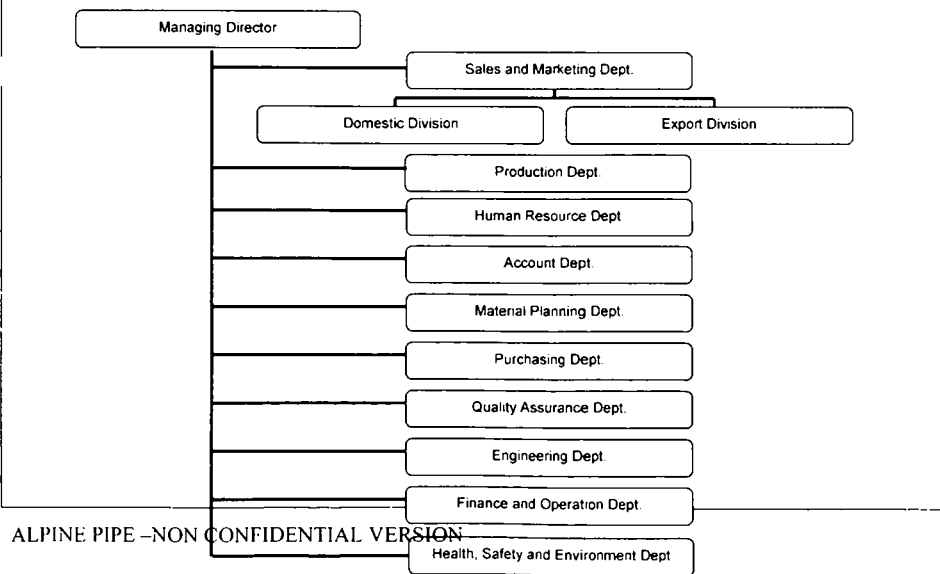 Managing Director
Sales and Marketing Dept.
Domestic Division
Export Division
Production Dept.
Human Resource Dept
Account Dept.
Material Planning Dept.
Purchasing Dept.
Quality Assurance Dept.
Engineering Dept.
Finance and Operation Dept.
ALPINE PIPE –NON CONFIDENTIAL VERSION
Health, Safety and Environment Dept